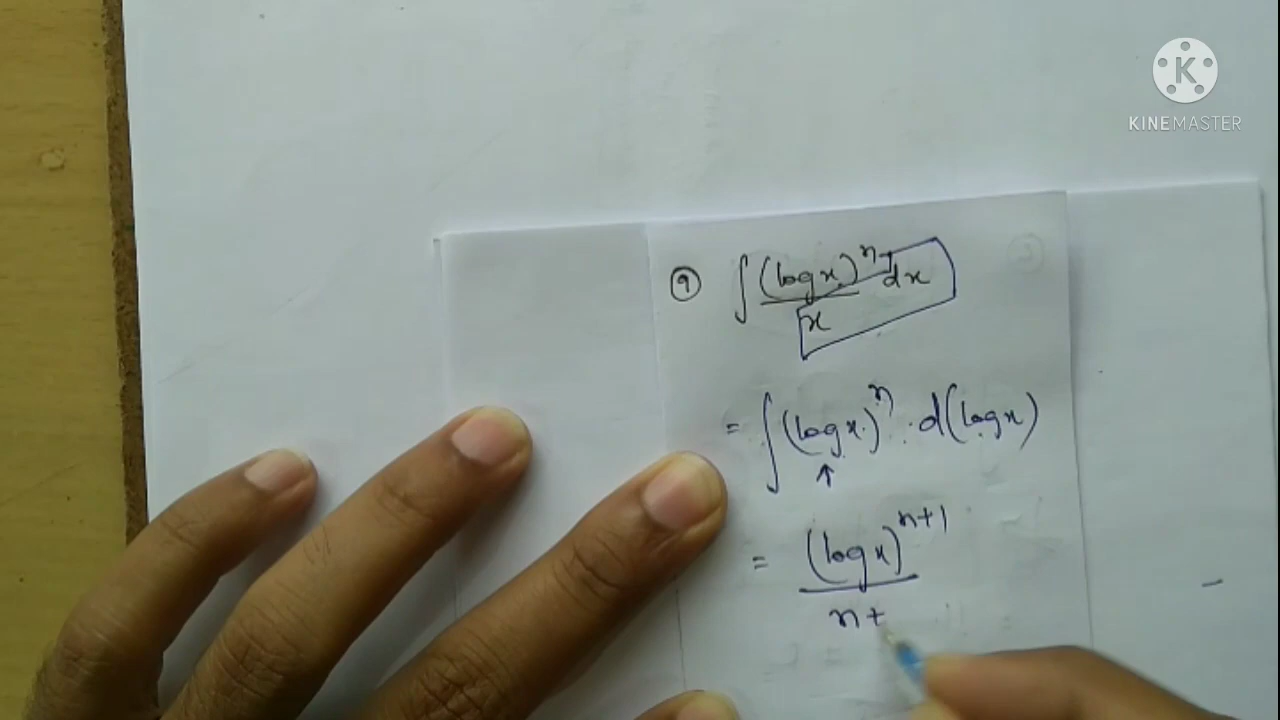 KINEMASTER
⑨ ∫ (log x)^n / x dx
= ∫ (log x)^n . d(log x)
↑
= (log x)^(n+1) / n+